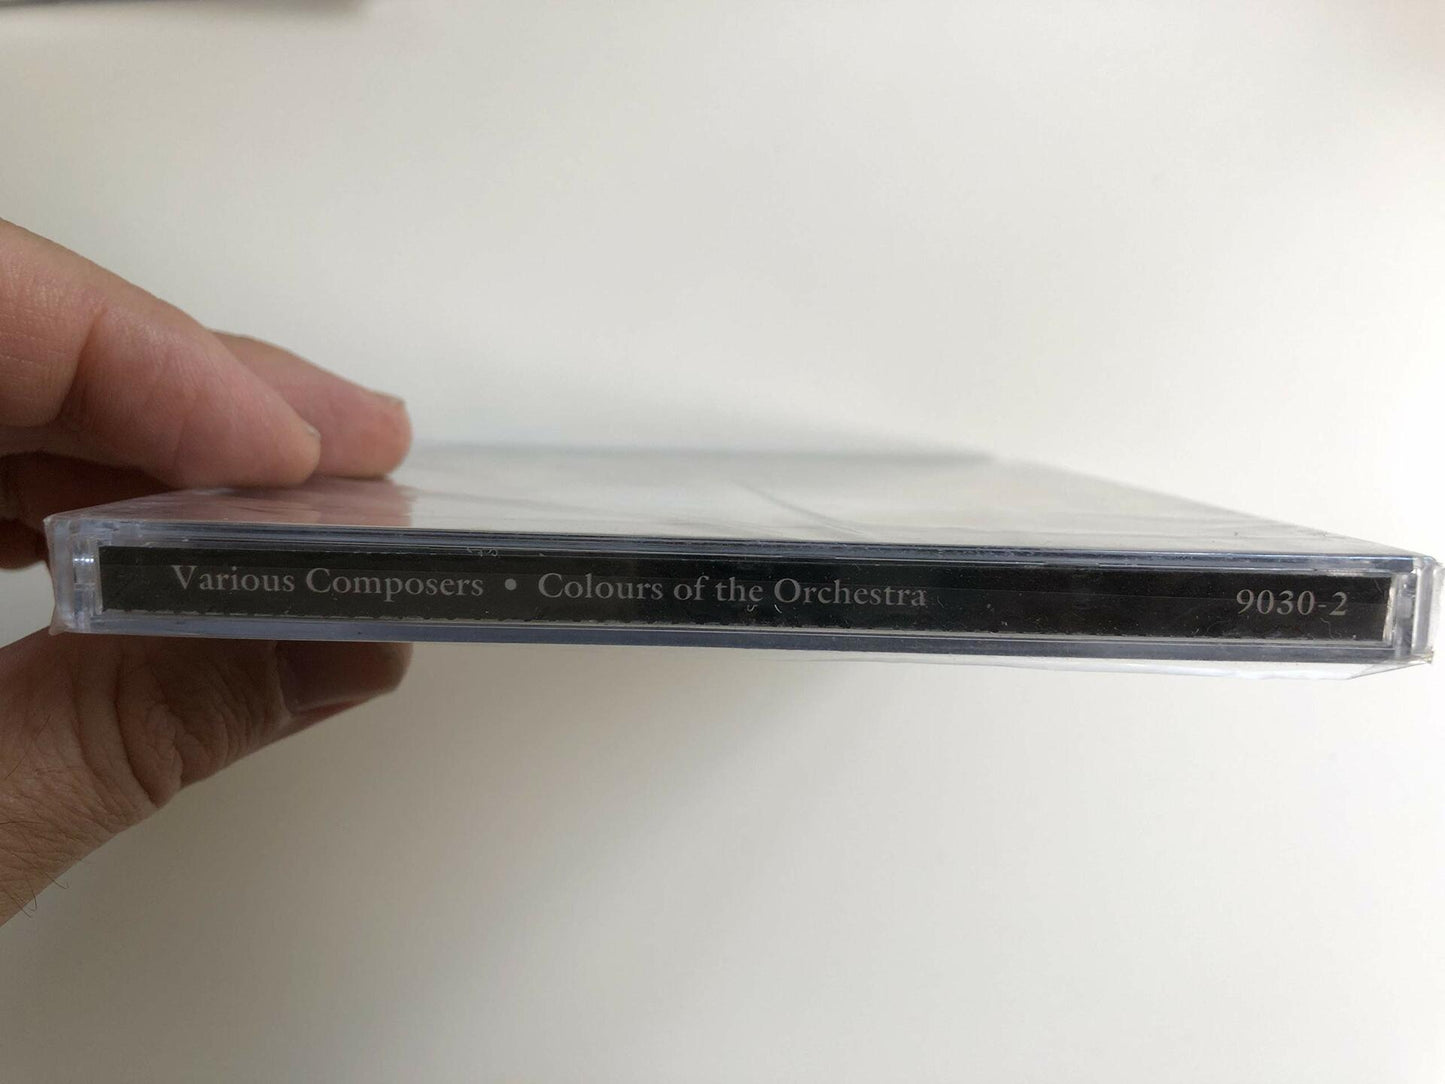 Various Composers • Colours of the Orchestra 9030-2